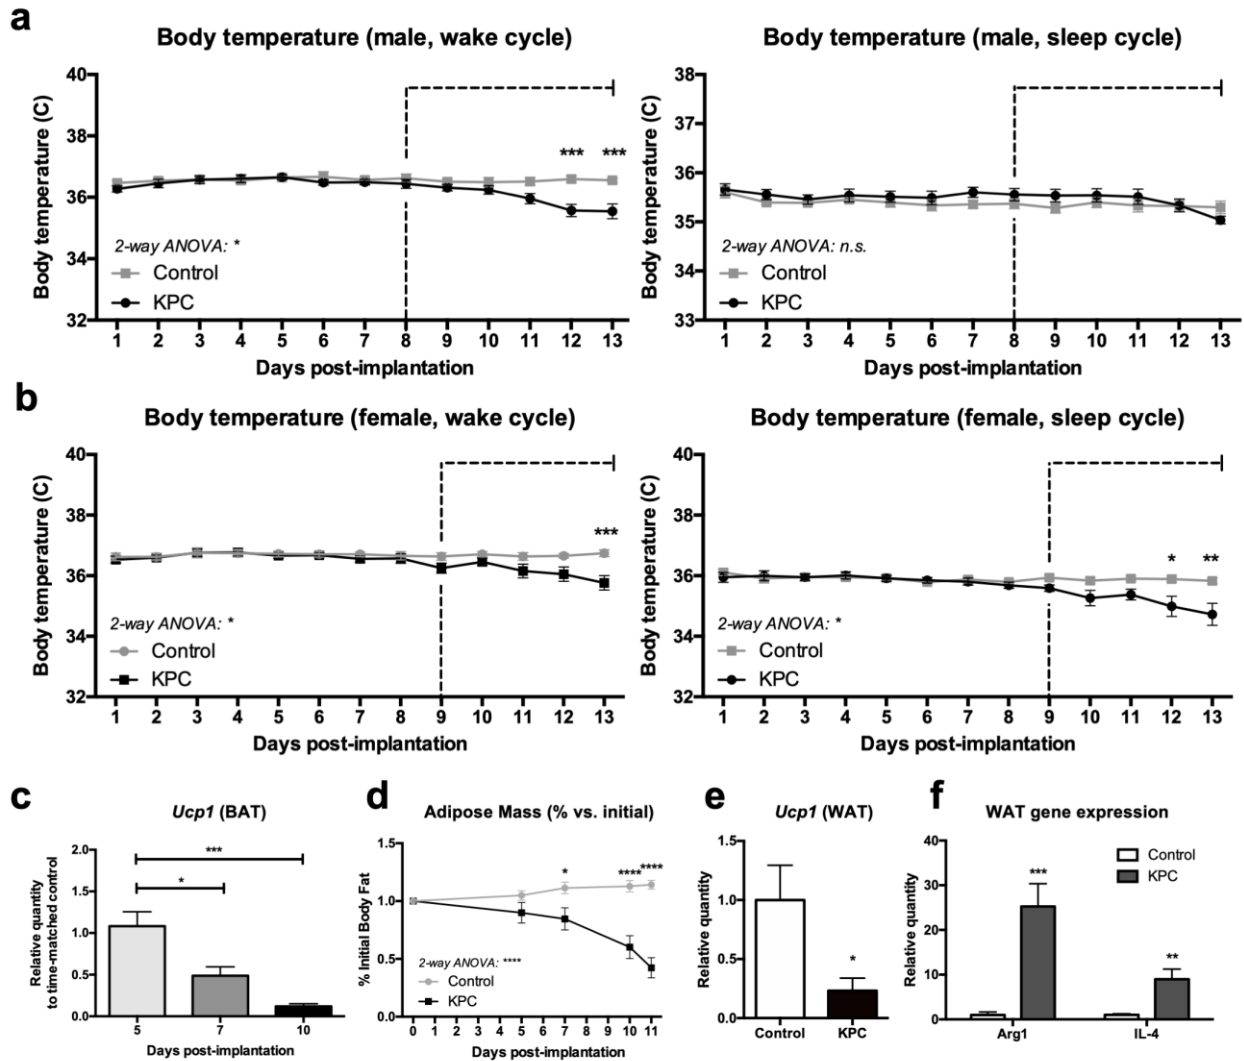 a
Body temperature (male, wake cycle)
Body temperature (C)
40
38
36
34
32
*** ***
2-way ANOVA: *
Control
KPC
1 2 3 4 5 6 7 8 9 10 11 12 13
Days post-implantation
Body temperature (male, sleep cycle)
Body temperature (C)
38
37
36
35
34
33
2-way ANOVA: n.s.
Control
KPC
1 2 3 4 5 6 7 8 8 9 10 11 12 13
Days post-implantation
b
Body temperature (female, wake cycle)
Body temperature (C)
40
38
36
34
32
***
2-way ANOVA: *
Control
KPC
1 2 3 4 5 6 7 8 9 10 11 12 13
Days post-implantation
Body temperature (female, sleep cycle)
Body temperature (C)
40
38
36
34
32
* **
2-way ANOVA: *
Control
KPC
1 2 3 4 5 6 7 8 9 10 11 12 13
Days post-implantation
c
Ucp1 (BAT)
Relative quantity
to time-matched control
2.0
1.5
1.0
0.5
0.0
***
*
5 7 10
Days post-implantation
d
Adipose Mass (% vs. initial)
% Initial Body Fat
1.5
1.0
0.5
0.0
* **** ****
2-way ANOVA: ****
Control
KPC
0 1 2 3 4 5 6 7 8 9 10 11
Days post-implantation
e
Ucp1 (WAT)
Relative quantity
1.5
1.0
0.5
0.0
*
Control KPC
f
WAT gene expression
Relative quantity
40
30
20
10
0
Control
KPC
***
**
Arg1 IL-4